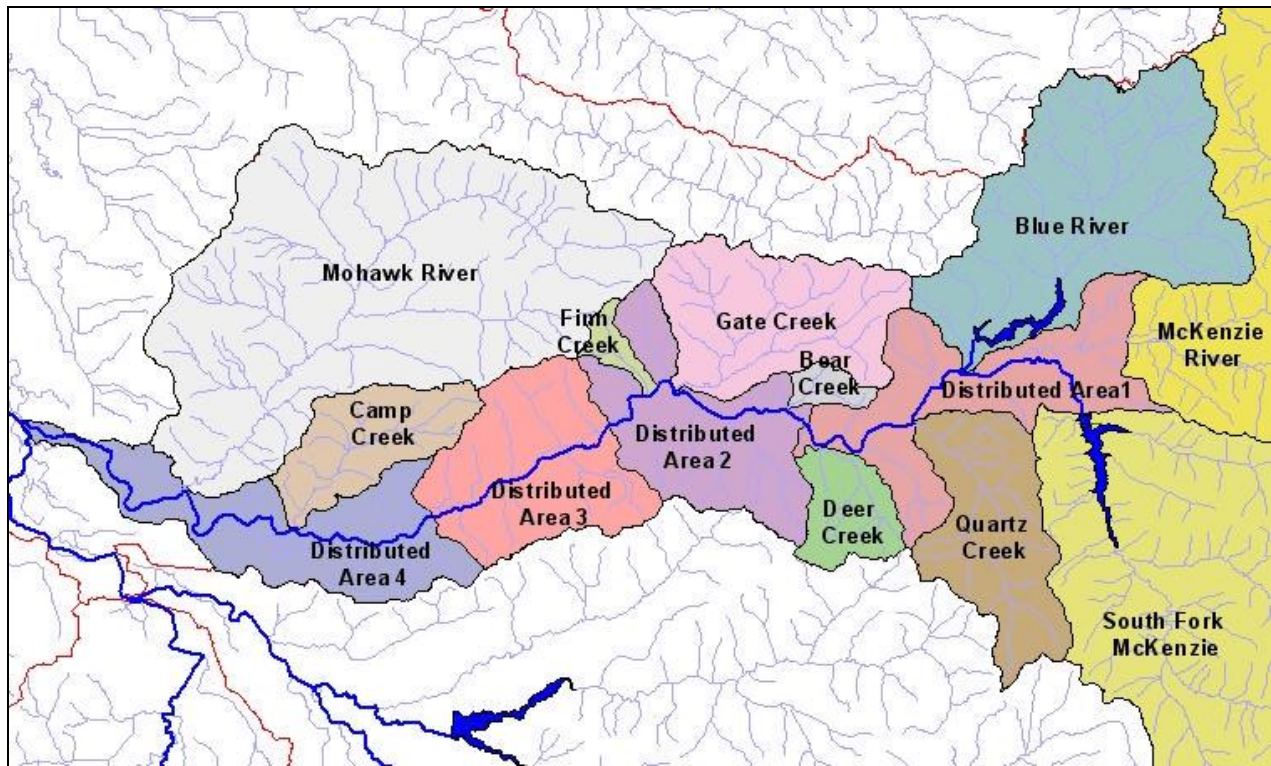 Blue River
Mohawk River
Finn
Creek
Gate Creek
McKenzie
River
Bear
Creek
Distributed Area1
Camp
Creek
Distributed
Area 2
Distributed
Area 3
Deer
Creek
Quartz
Creek
Distributed
Area 4
South Fork
McKenzie